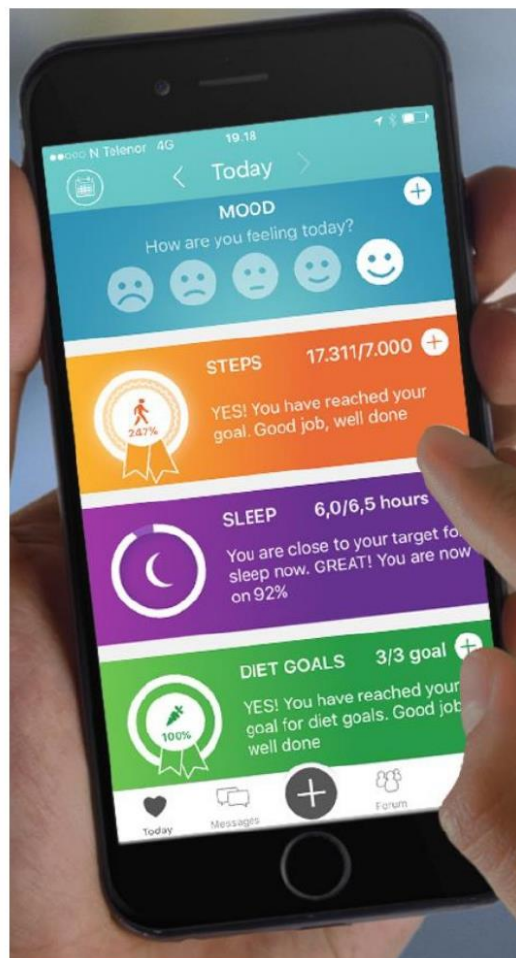 N Telenor 4G 19.18
Today
MOOD
How are you feeling today?
STEPS 17.311/7.000
247%
YES! You have reached your
goal. Good job, well done
SLEEP 6,0/6,5 hours
You are close to your target for
sleep now. GREAT! You are now
on 92%
DIET GOALS 3/3 goal
100%
YES! You have reached your
goal for diet goals. Good job
well done
Today Messages Forum